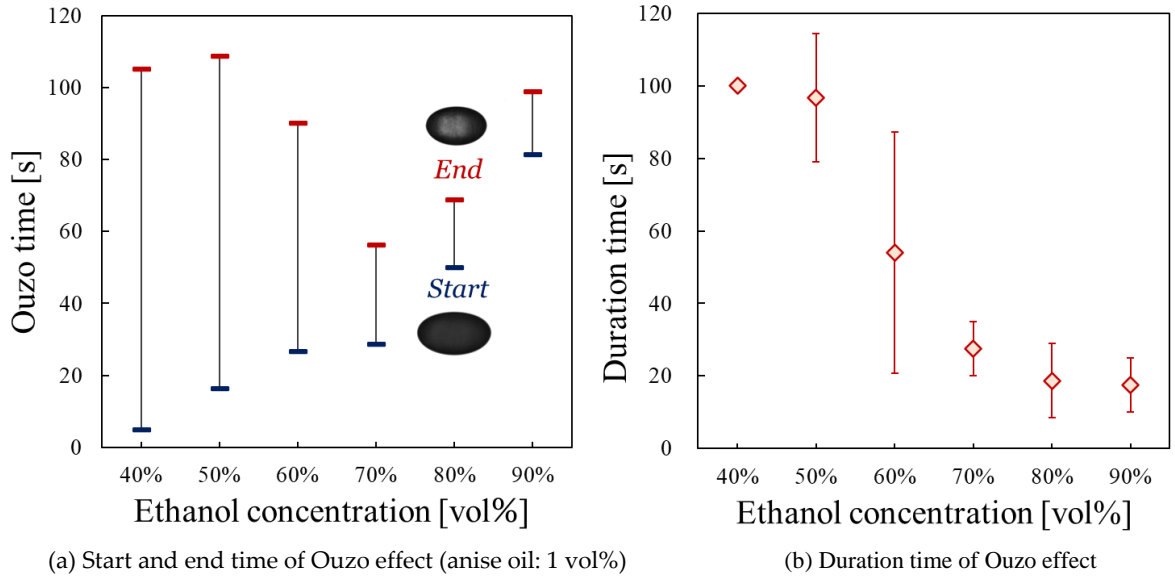 120
100
80
60
40
20
0
Ouzo time [s]
End
Start
40% 50% 60% 70% 80% 90%
Ethanol concentration [vol%]
(a) Start and end time of Ouzo effect (anise oil: 1 vol%)
120
100
80
60
40
20
0
Duration time [s]
40% 50% 60% 70% 80% 90%
Ethanol concentration [vol%]
(b) Duration time of Ouzo effect